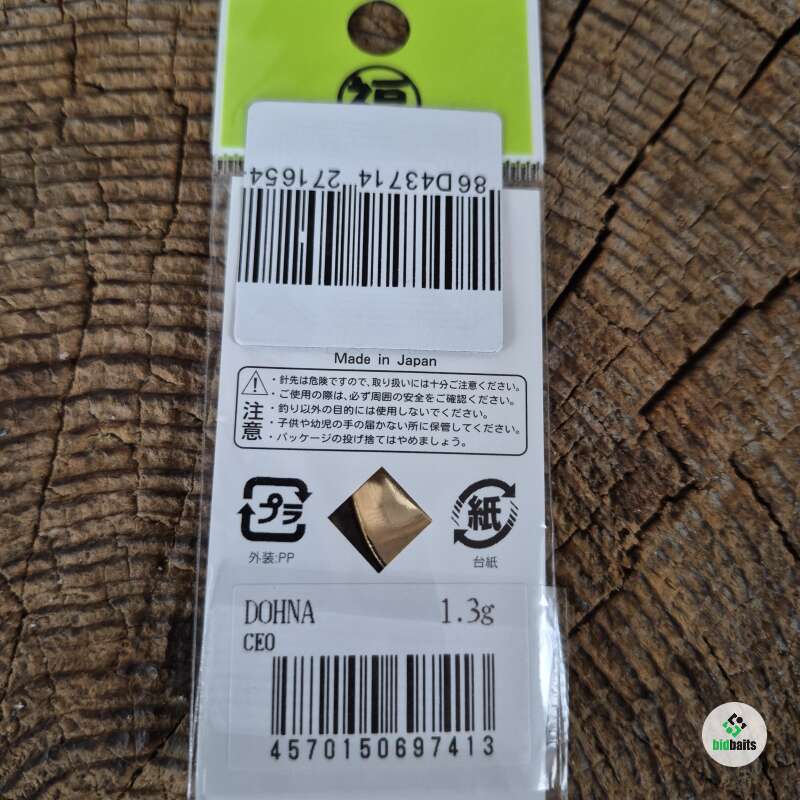 86D43714 271654
Made in Japan
注意
・針先は危険ですので、取り扱いには十分ご注意ください。
・ご使用の際は、必ず周囲の安全をご確認ください。
・釣り以外の目的には使用しないでください。
・子供や幼児の手の届かない所に保管してください。
・パッケージの投げ捨てはやめましょう。
プラ
紙
外装:PP
台紙
DOHNA 1.3g
CEO
4570150697413
bidbaits